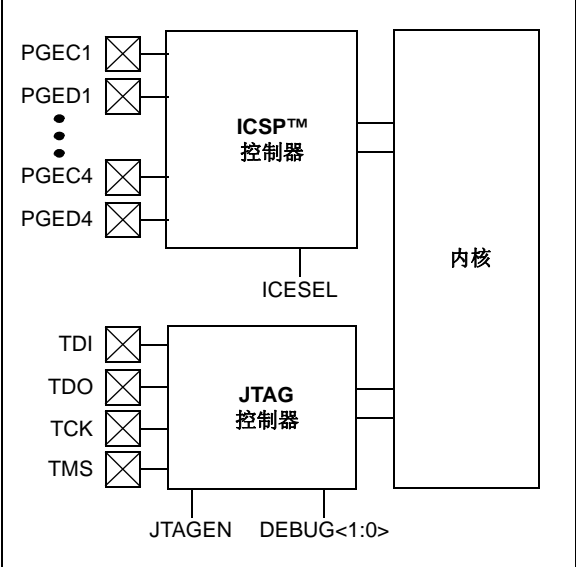 PGEC1
PGED1
PGEC4
PGED4
ICSP™
控制器
ICESEL
内核
TDI
TDO
TCK
TMS
JTAG
控制器
JTAGEN
DEBUG<1:0>